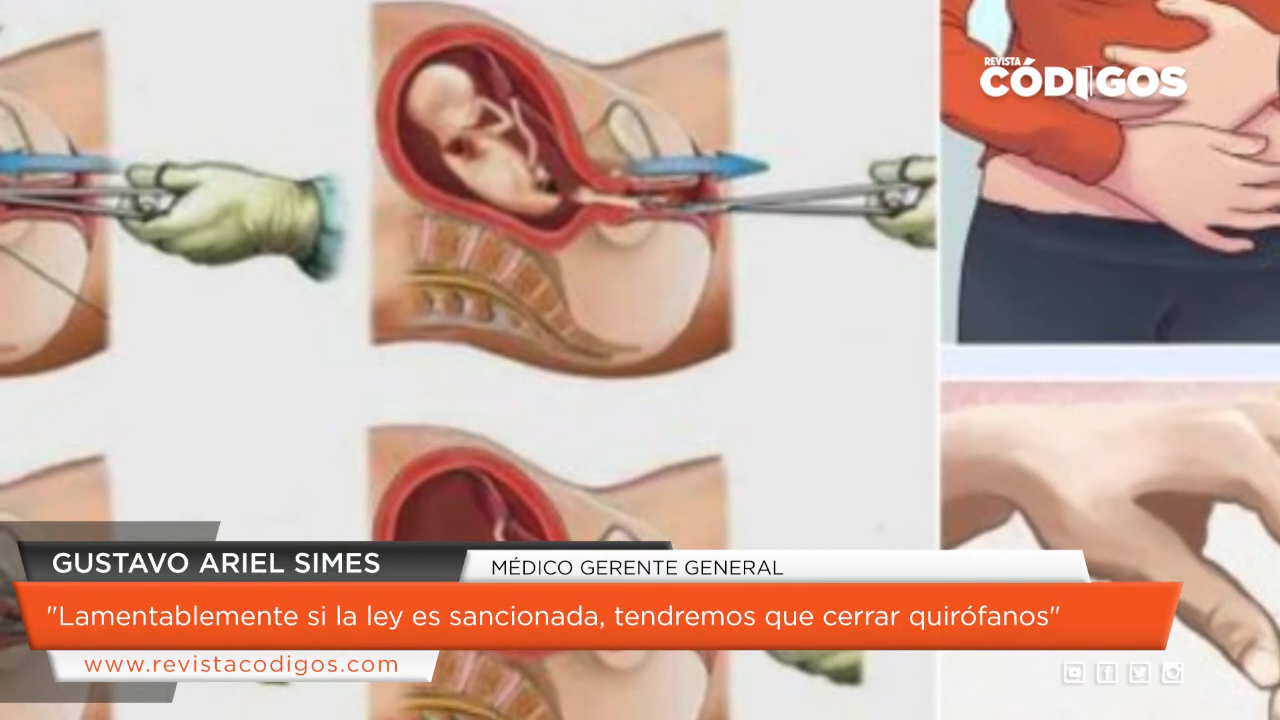 REVISTA
CÓDIGOS
GUSTAVO ARIEL SIMES
MÉDICO GERENTE GENERAL
"Lamentablemente si la ley es sancionada, tendremos que cerrar quirófanos"
www.revistacodigos.com